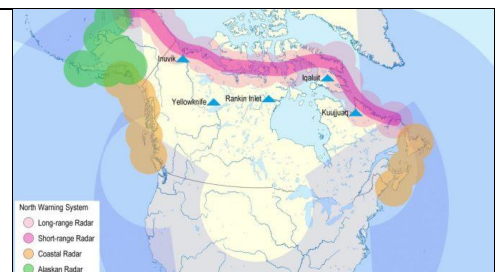 Inuvik
Iqaluit
Yellowknife
Rankin Inlet
Kuujjuaq
North Warning System
Long-range Radar
Short-range Radar
Coastal Radar
Alaskan Radar